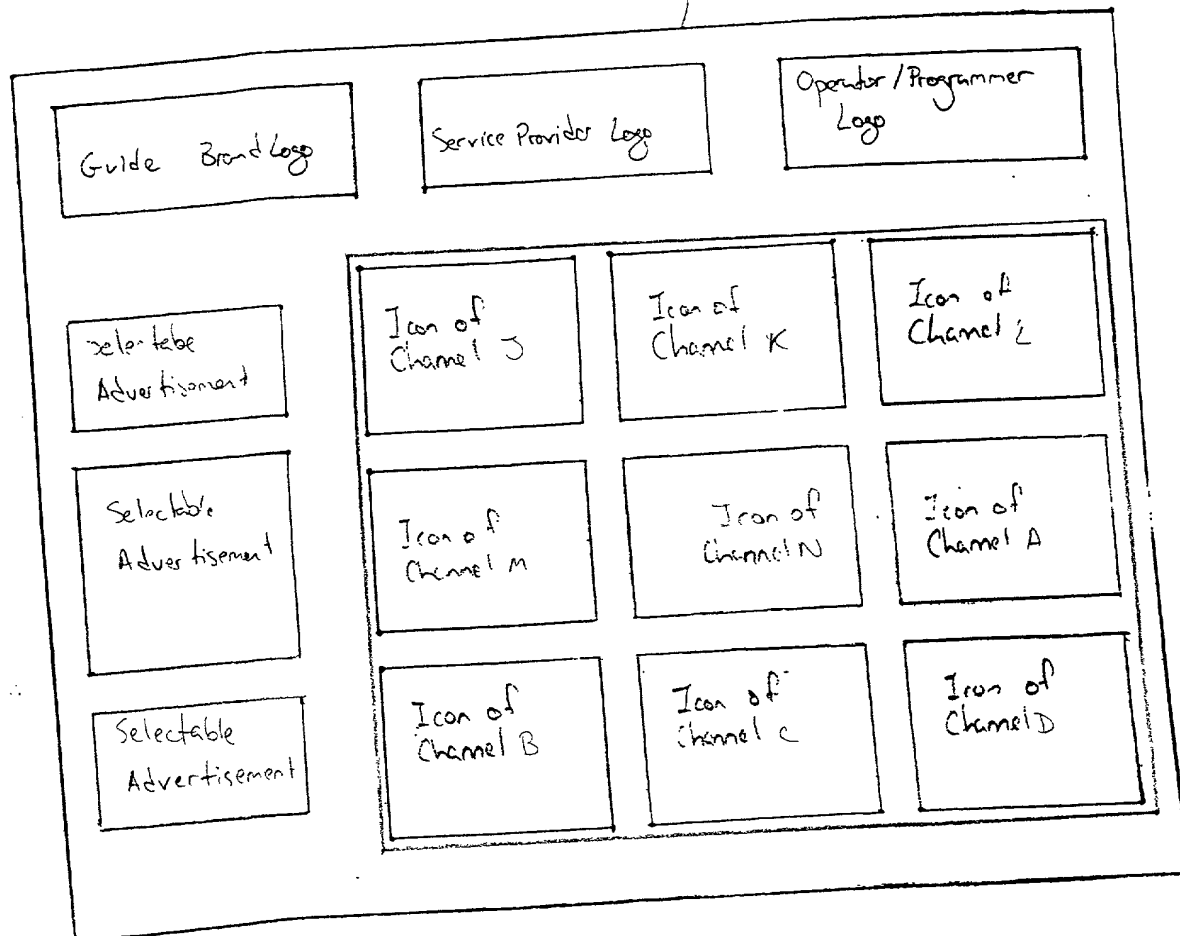 Guide Brand Logo
Service Provider Logo
Operator / Programmer
Logo
Selectabe
Advertisement
Selectable
Advertisement
Selectable
Advertisement
Icon of
Channel J
Icon of
Channel K
Icon of
Channel L
Icon of
Channel M
Icon of
Channel N
Icon of
Channel A
Icon of
Channel B
Icon of
Channel C
Icon of
Channel D